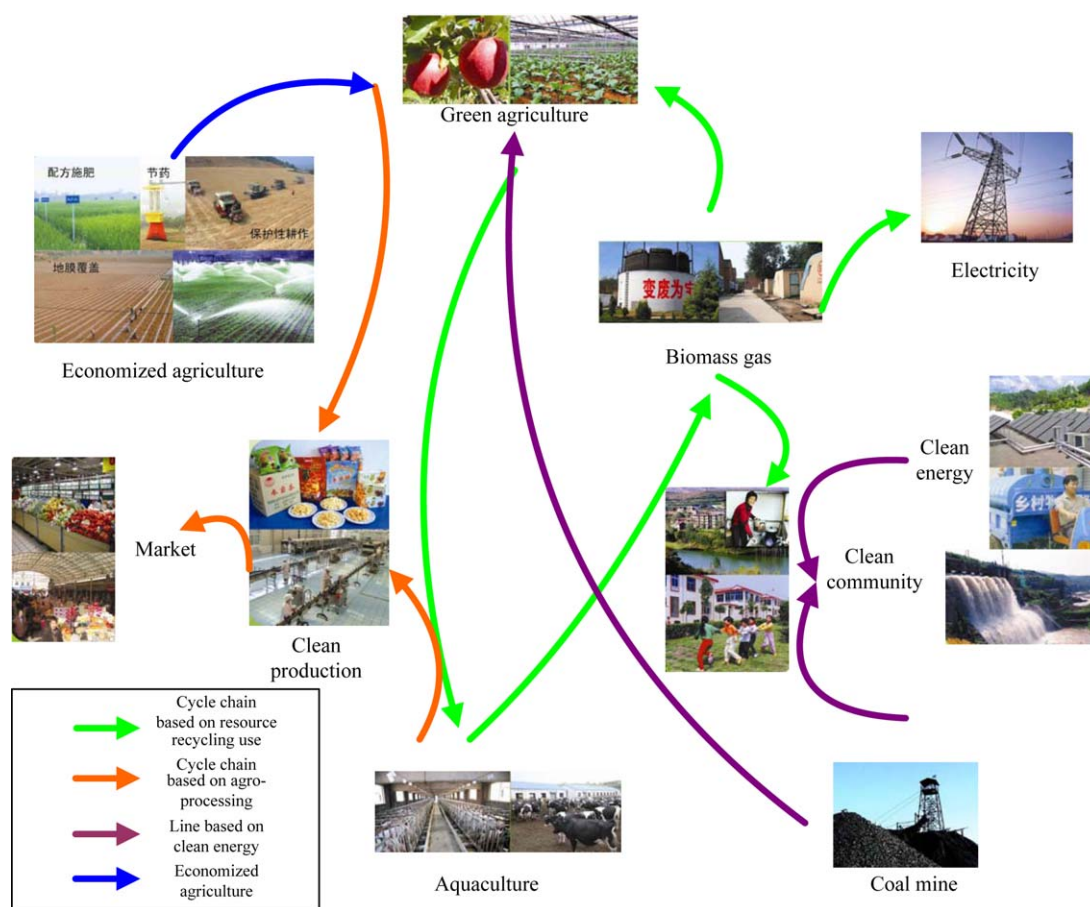 Green agriculture
配方施肥
节药
保护性耕作
地膜覆盖
Economized agriculture
变废为宝
Biomass gas
Electricity
Clean
energy
乡村
Clean
community
Market
Clean
production
Aquaculture
Coal mine
Cycle chain
based on resource
recycling use
Cycle chain
based on agro-
processing
Line based on
clean energy
Economized
agriculture